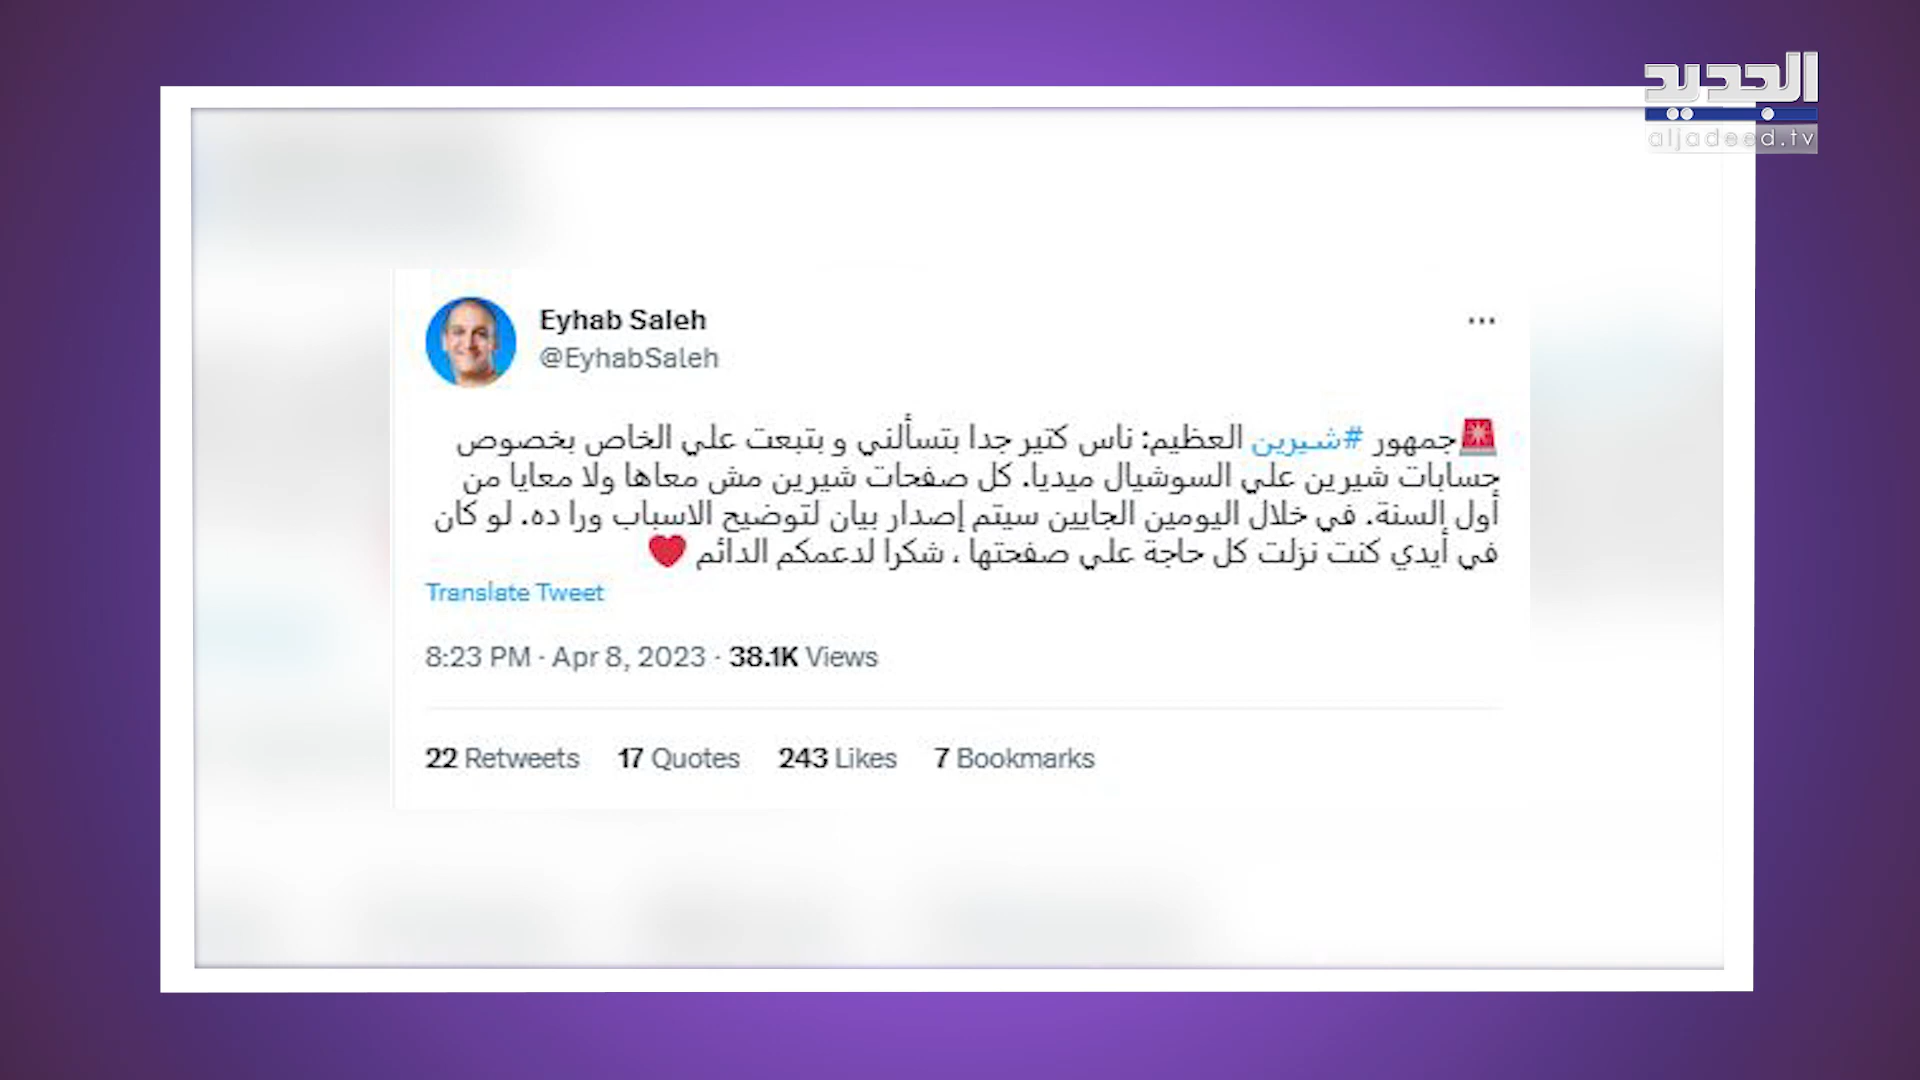 الجديد
aljadeed.tv
Eyhab Saleh
@EyhabSaleh
جمهور #شيرين العظيم: ناس كتير جدا بتسألني و بتبعت علي الخاص بخصوص
حسابات شيرين علي السوشيال ميديا. كل صفحات شيرين مش معاها ولا معايا من
أول السنة. في خلال اليومين الجايين سيتم إصدار بيان لتوضيح الاسباب ورا ده. لو كان
في أيدي كنت نزلت كل حاجة علي صفحتها ، شكرا لدعمكم الدائم
Translate Tweet
8:23 PM · Apr 8, 2023 · 38.1K Views
22 Retweets 17 Quotes 243 Likes 7 Bookmarks